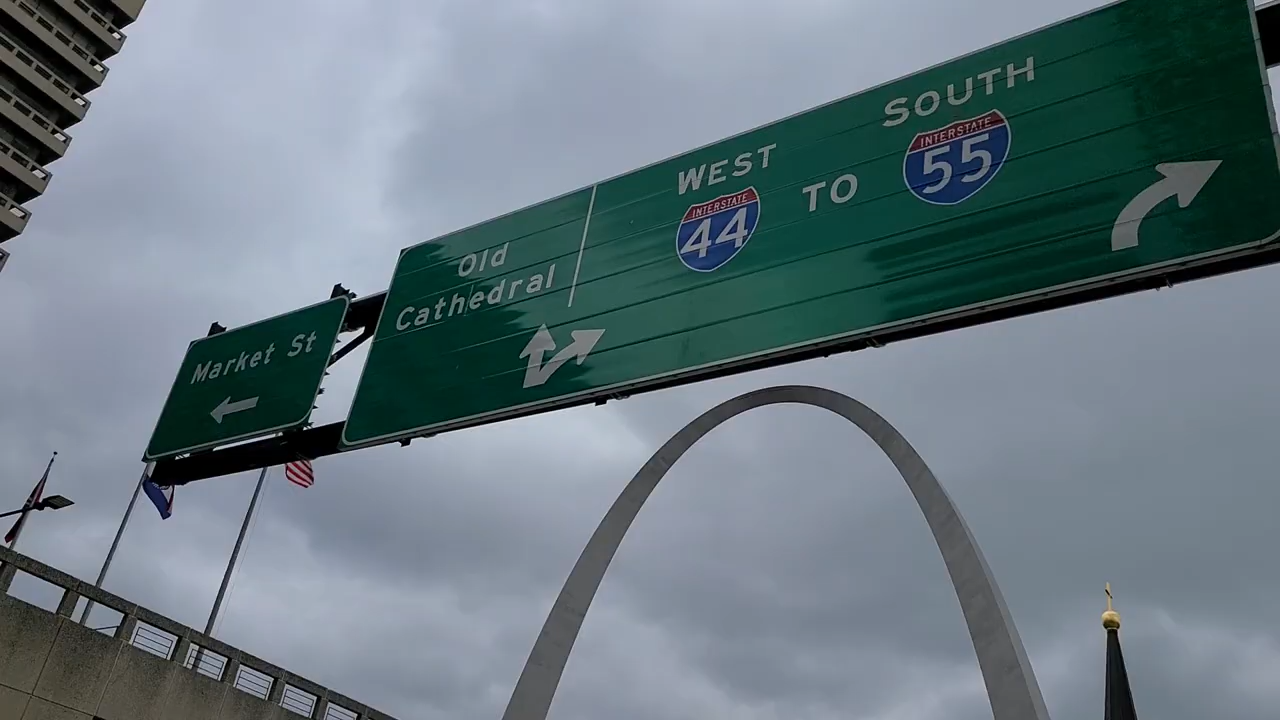 Market St
Old
Cathedral
WEST
INTERSTATE
44
TO
SOUTH
INTERSTATE
55